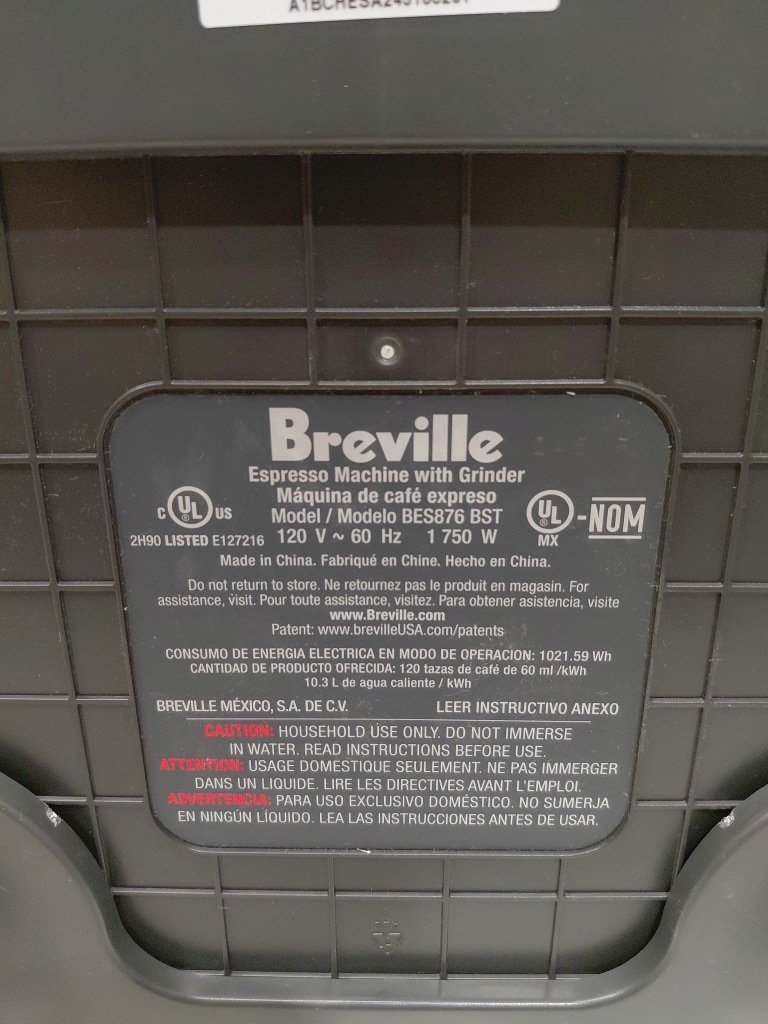 Breville
Espresso Machine with Grinder
Máquina de café expreso
Model / Modelo BES876 BST
120 V ~ 60 Hz 1 750 W
C UL US
2H90 LISTED E127216
UL MX - NOM
Made in China. Fabriqué en Chine. Hecho en China.
Do not return to store. Ne retournez pas le produit en magasin. For
assistance, visit. Pour toute assistance, visitez. Para obtener asistencia, visite
www.Breville.com
Patent: www.brevilleUSA.com/patents
CONSUMO DE ENERGIA ELECTRICA EN MODO DE OPERACION: 1021.59 Wh
CANTIDAD DE PRODUCTO OFRECIDA: 120 tazas de café de 60 ml /kWh
10.3 L de agua caliente / kWh
BREVILLE MÉXICO, S.A. DE C.V. LEER INSTRUCTIVO ANEXO
CAUTION: HOUSEHOLD USE ONLY. DO NOT IMMERSE
IN WATER. READ INSTRUCTIONS BEFORE USE.
ATTENTION: USAGE DOMESTIQUE SEULEMENT. NE PAS IMMERGER
DANS UN LIQUIDE. LIRE LES DIRECTIVES AVANT L'EMPLOI.
ADVERTENCIA: PARA USO EXCLUSIVO DOMÉSTICO. NO SUMERJA
EN NINGÚN LÍQUIDO. LEA LAS INSTRUCCIONES ANTES DE USAR.